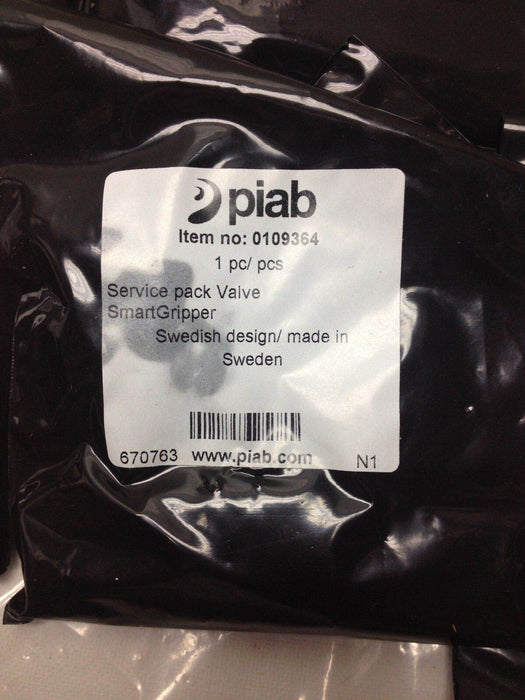 piab
Item no: 0109364
1 pc/ pcs
Service pack Valve
SmartGripper
Swedish design/ made in
Sweden
670763 www.piab.com N1